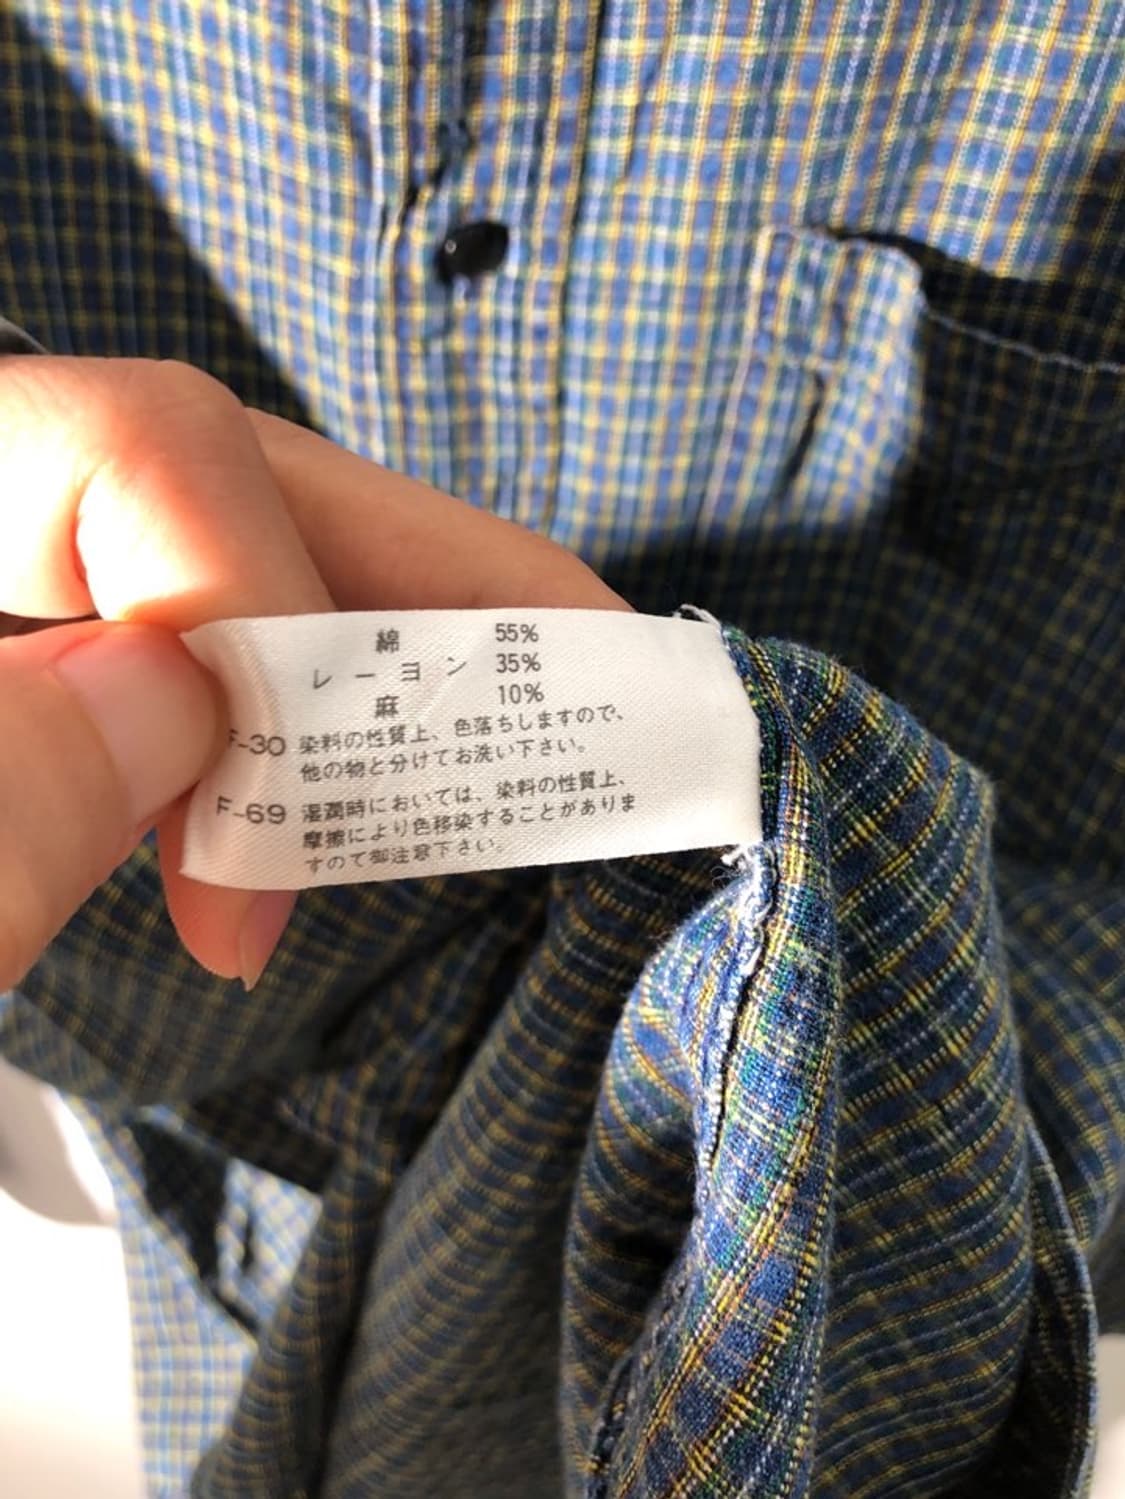 綿 55%
レーヨン 35%
麻 10%
F-30 染料の性質上、色落ちしますので、
他の物と分けてお洗い下さい。
F-69 湿潤時においては、染料の性質上、
摩擦により色移染することがありま
すので御注意下さい。